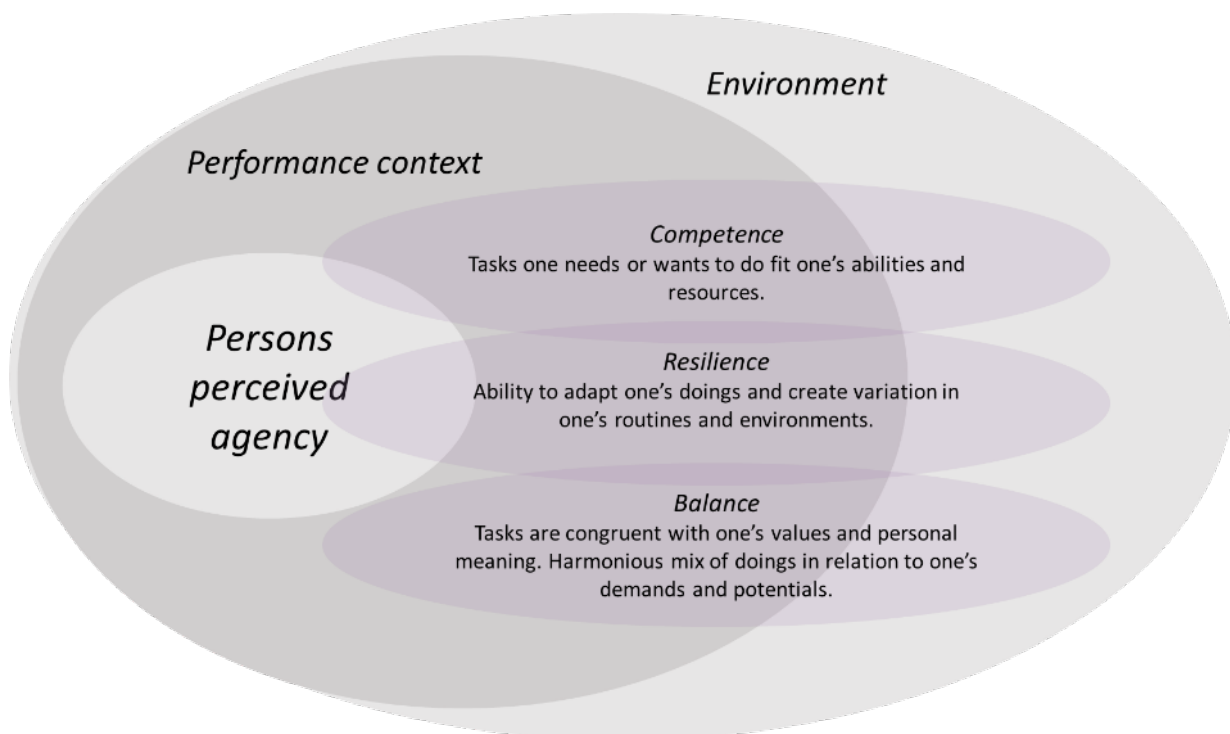 Environment
Performance context
Competence
Tasks one needs or wants to do fit one's abilities and
resources.
Persons
perceived
agency
Resilience
Ability to adapt one's doings and create variation in
one's routines and environments.
Balance
Tasks are congruent with one's values and personal
meaning. Harmonious mix of doings in relation to one's
demands and potentials.